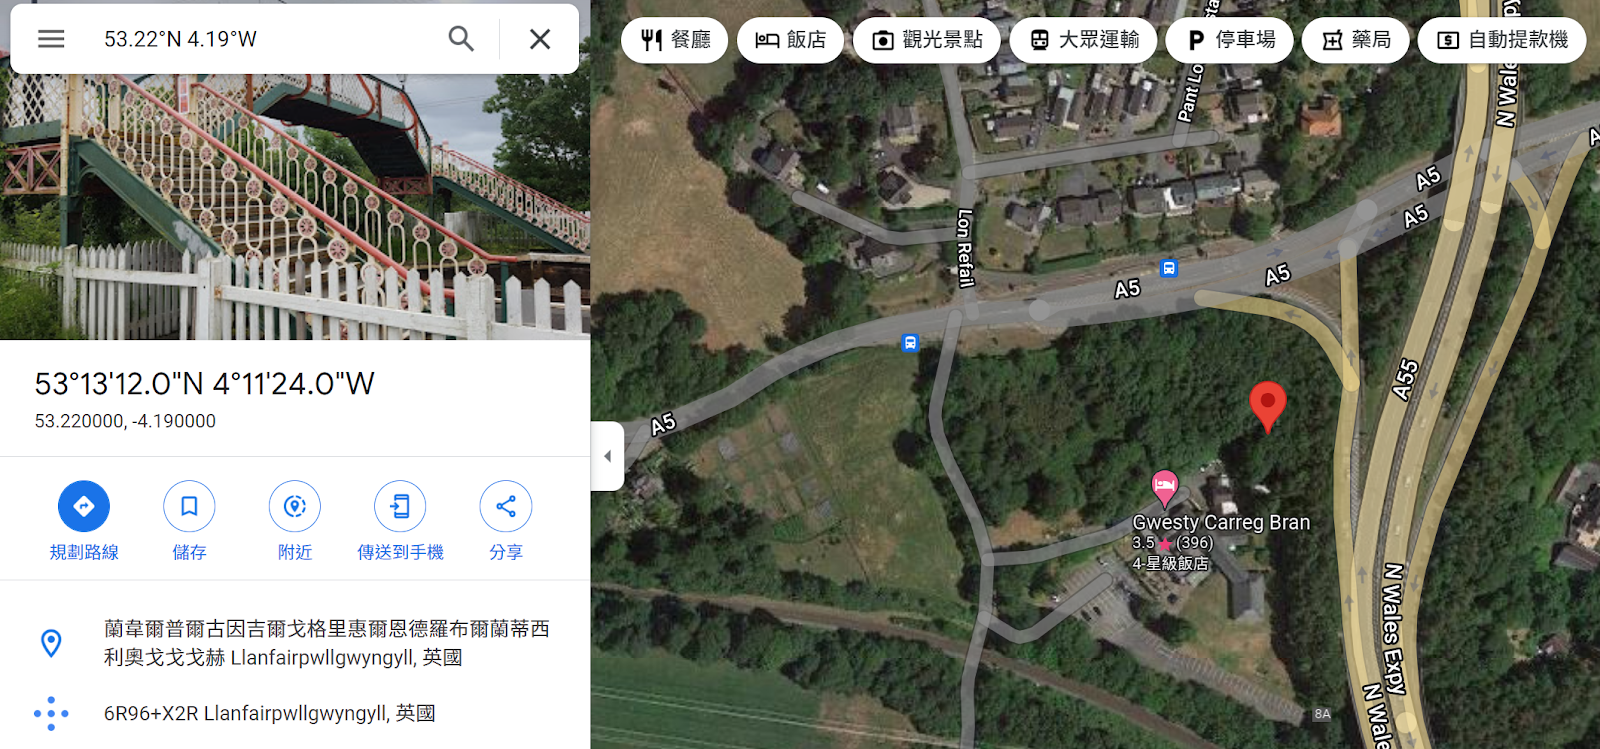 53.22°N 4.19°W
餐廳
飯店
觀光景點
大眾運輸
停車場
藥局
自動提款機
53°13'12.0"N 4°11'24.0"W
53.220000, -4.190000
規劃路線
儲存
附近
傳送到手機
分享
蘭韋爾普爾古因吉爾戈格里惠爾恩德羅布爾蘭蒂西
利奧戈戈戈赫 Llanfairpwllgwyngyll, 英國
6R96+X2R Llanfairpwllgwyngyll, 英國
Pant Lo
N Wales
A5
A5
Lon Refail
A5
A5
A5
A55
Gwesty Carreg Bran
3.5★(396)
4-星級飯店
N Wales Expy
N Wale
8A